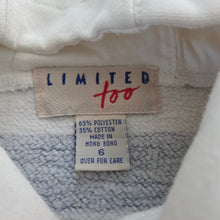 LIMITED
too
65% POLYESTER
35% COTTON
MADE IN
HONG KONG
6
OVER FOR CARE